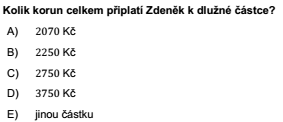 Kolik korun celkem připlatí Zdeněk k dlužné částce?
A) 2070 Kč
B) 2250 Kč
C) 2750 Kč
D) 3750 Kč
E) jinou částku